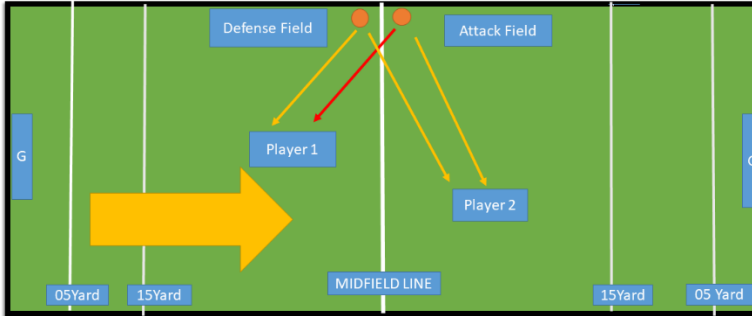 Defense Field
Attack Field
Player 1
G
Player 2
MIDFIELD LINE
05Yard
15Yard
15Yard
05 Yard